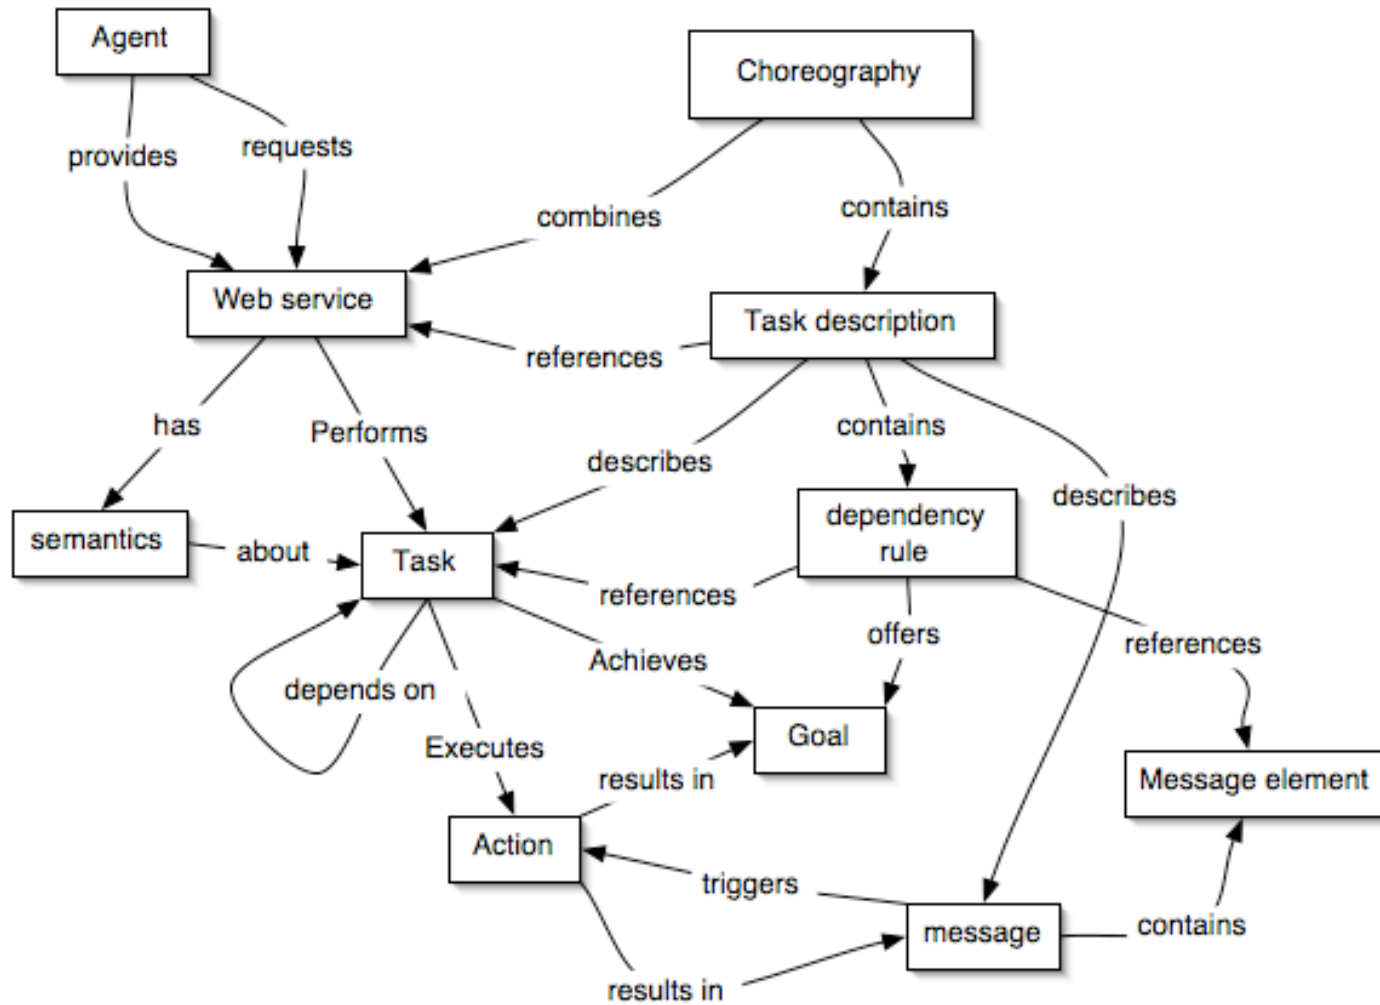 Agent
Choreography
provides
requests
combines
contains
Web service
Task description
references
has
Performs
contains
describes
describes
semantics
about
Task
dependency
rule
references
offers
references
Achieves
depends on
Executes
Goal
results in
Message element
Action
triggers
message
contains
results in